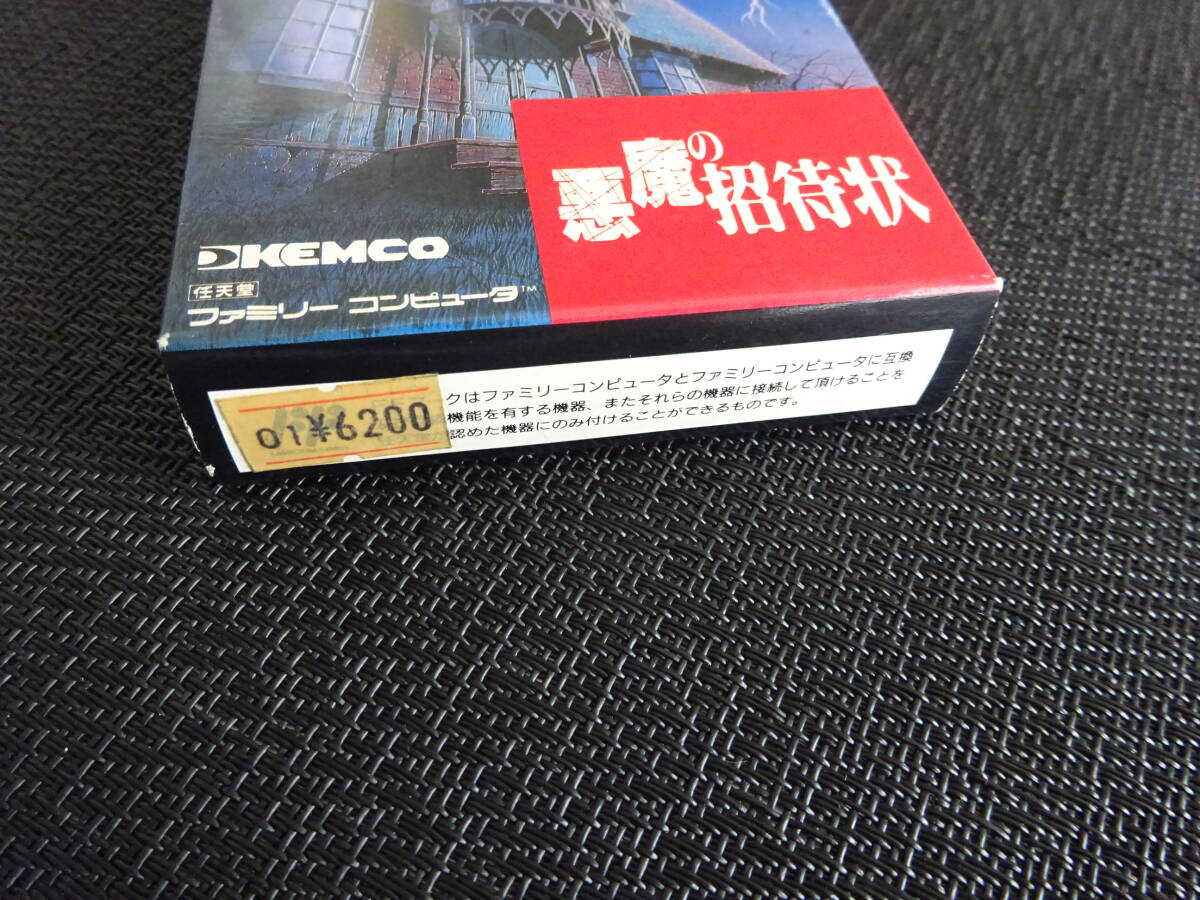 悪魔の招待状
KEMCO
任天堂
ファミリー コンピュータ™
クはファミリーコンピュータとファミリーコンピュータに互換
機能を有する機器、またそれらの機器に接続して頂けることを
認めた機器にのみ付けることができるものです。
01¥6200